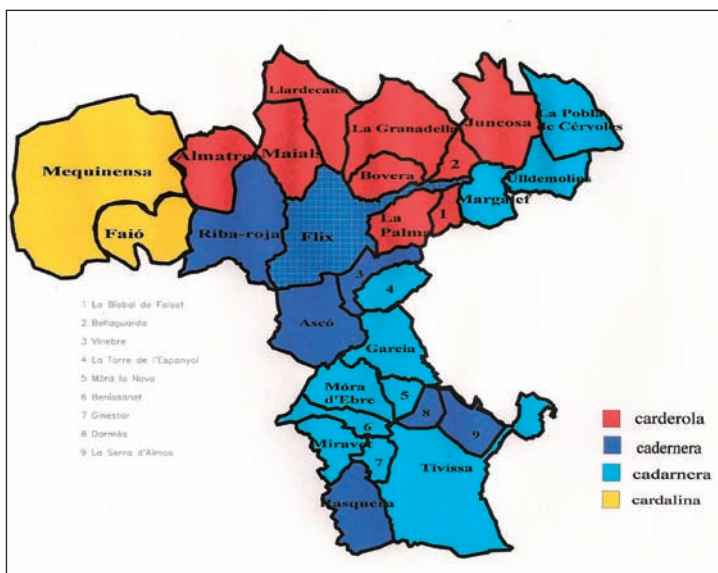 Llardecans
La Granadella
Juncosa
La Pobla
de Cérvoles
Almatret
Maials
2
Mequinensa
Bovera
Ulldemolins
Margalef
Faió
Riba-roja
Flix
La
Palma
1
3
4
Ascó
Garcia
1 La Bisbal de Falset
2 Bellaguarda
3 Vinebre
4 La Torre de l'Espanyol
5 Móra la Nova
6 Benissanet
7 Ginestar
8 Darmós
9 La Serra d'Almos
Móra
d'Ebre
5
8
6
9
Miravet
7
Tivissa
Rasquera
carderola
cadernera
cadarnera
cardalina